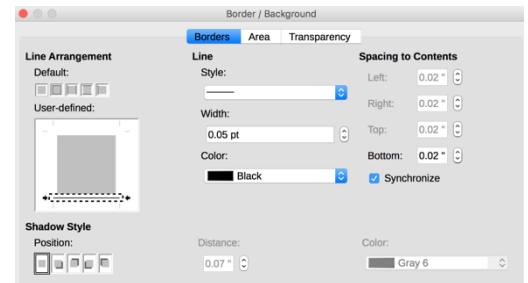 Border / Background
Borders Area Transparency
Line Arrangement
Default:
User-defined:
Line
Style:
Width:
0.05 pt
Color:
Black
Spacing to Contents
Left: 0.02 "
Right: 0.02 "
Top: 0.02 "
Bottom: 0.02 "
Synchronize
Shadow Style
Position:
Distance:
0.07 "
Color:
Gray 6